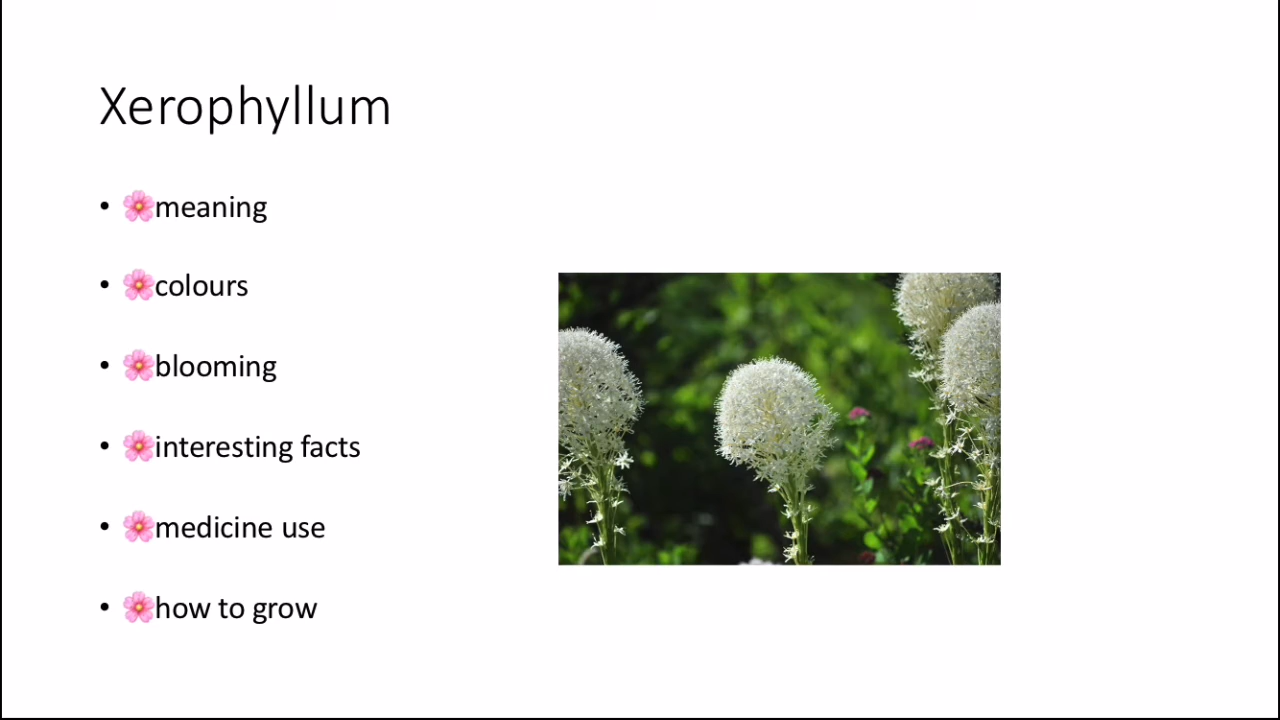 Xerophyllum
• 🌸meaning
• 🌸colours
• 🌸blooming
• 🌸interesting facts
• 🌸medicine use
• 🌸how to grow